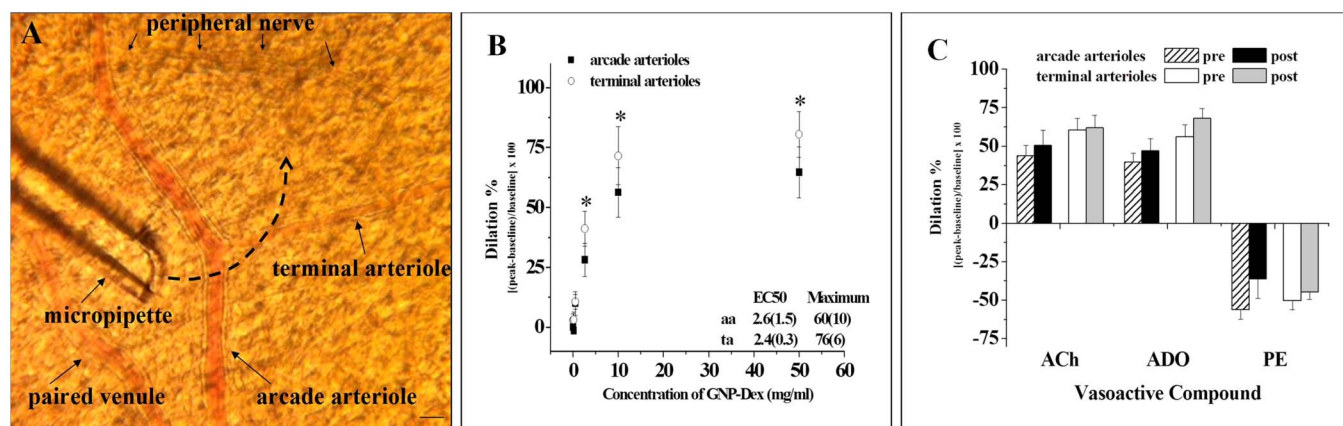 A
peripheral nerve
terminal arteriole
micropipette
paired venule
arcade arteriole
B
arcade arterioles
terminal arterioles
100
75
50
25
0
* * *
Dilation %
[(peak-baseline)/baseline] x 100
EC50 Maximum
aa 2.6(1.5) 60(10)
ta 2.4(0.3) 76(6)
0 10 20 30 40 50 60
Concentration of GNP-Dex (mg/ml)
C
arcade arterioles pre post
terminal arterioles pre post
100
75
50
25
0
-25
-50
-75
Dilation %
[(peak-baseline)/baseline] x 100
ACh ADO PE
Vasoactive Compound